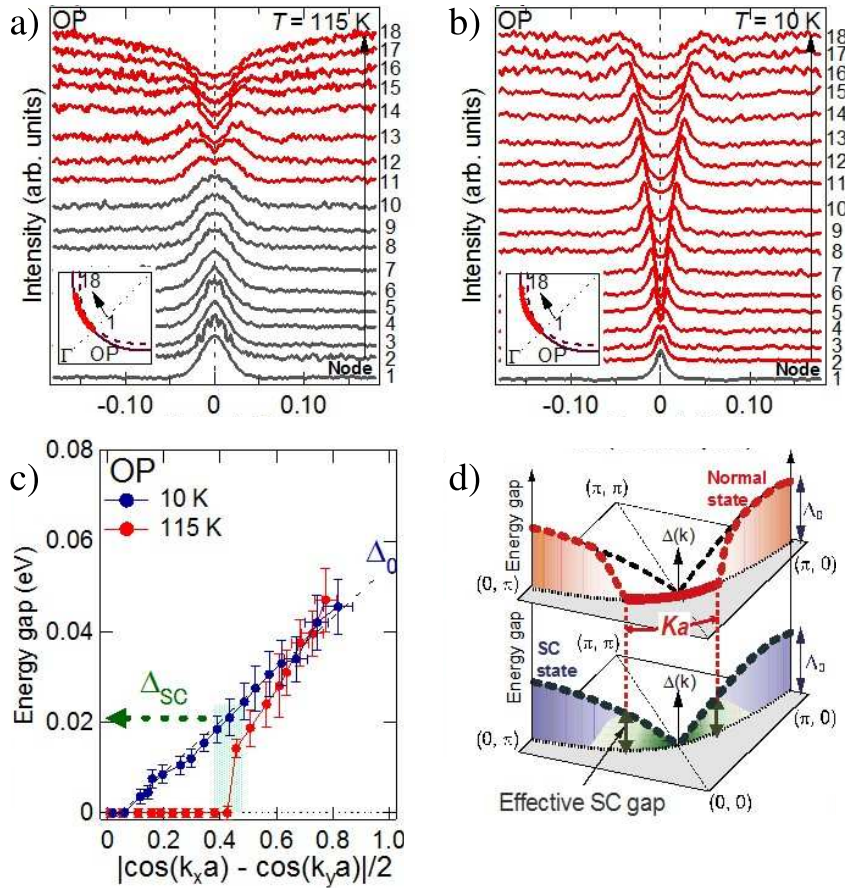 a)
OP
T = 115 K
18
17
16
15
14
13
12
11
10
9
8
7
6
5
4
3
2
1
Intensity (arb. units)
18
1
Γ
OP
Node
-0.10
0
0.10
b)
OP
T = 10 K
18
17
16
15
14
13
12
11
10
9
8
7
6
5
4
3
2
1
Intensity (arb. units)
18
1
Γ
OP
Node
-0.10
0
0.10
c)
OP
10 K
115 K
0.08
0.06
0.04
0.02
0
Energy gap (eV)
Δ0
ΔSC
0
0.2
0.4
0.6
0.8
1.0
|cos(kxa) - cos(kya)|/2
d)
Normal
state
Energy gap
(π, π)
Δ(k)
Δ0
(0, π)
(π, 0)
Ka
Energy gap
SC
state
(π, π)
Δ(k)
Δ0
(0, π)
(π, 0)
(0, 0)
Effective SC gap